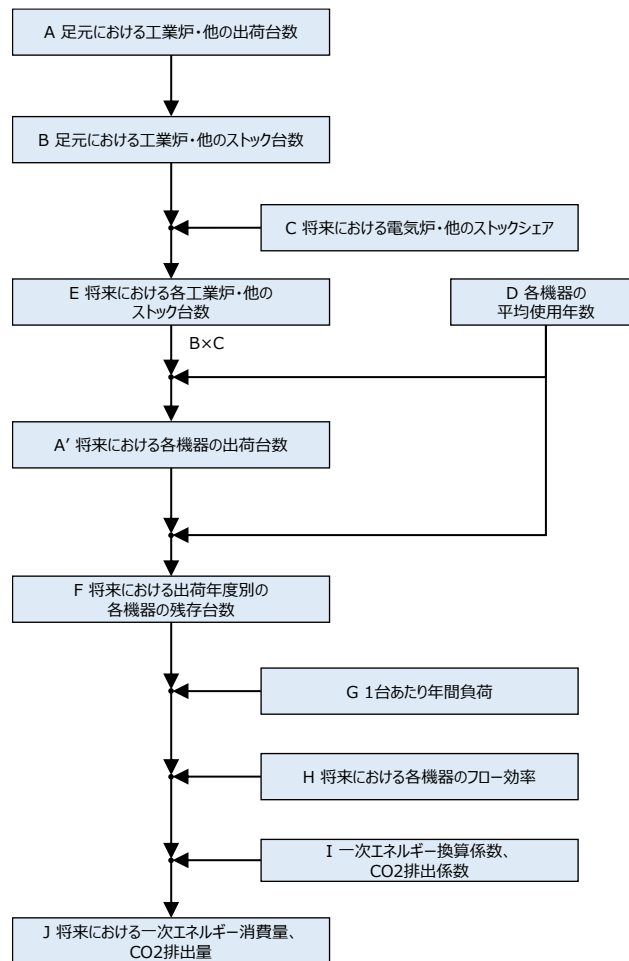 A 足元における工業炉・他の出荷台数
B 足元における工業炉・他のストック台数
C 将来における電気炉・他のストックシェア
E 将来における各工業炉・他の
ストック台数
D 各機器の
平均使用年数
B×C
A’ 将来における各機器の出荷台数
F 将来における出荷年度別の
各機器の残存台数
G 1台あたり年間負荷
H 将来における各機器のフロー効率
I 一次エネルギー換算係数、
CO2排出係数
J 将来における一次エネルギー消費量、
CO2排出量